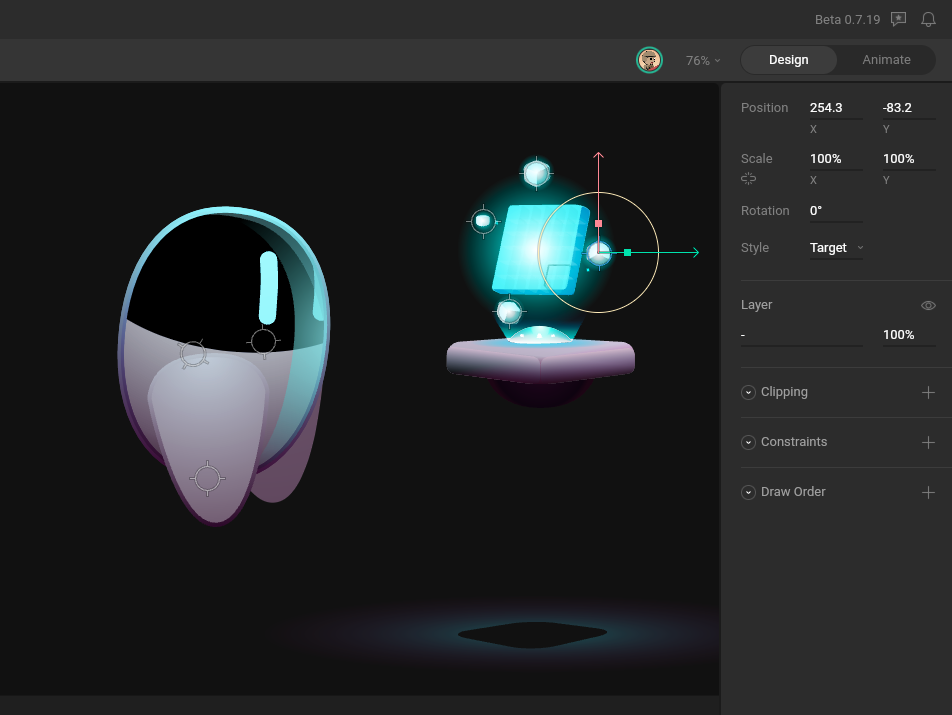 Beta 0.7.19
76%
Design Animate
Position 254.3 -83.2
X Y
Scale 100% 100%
X Y
Rotation 0°
Style Target
Layer
- 100%
Clipping
Constraints
Draw Order